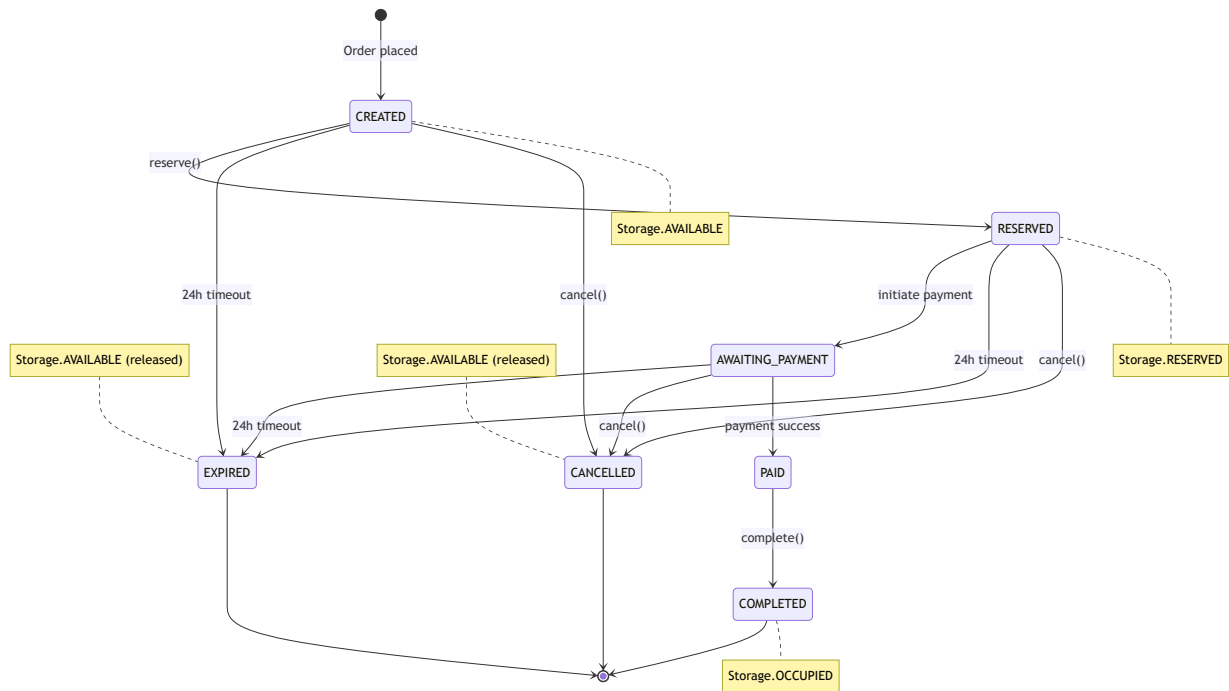 Order placed
CREATED
reserve()
Storage.AVAILABLE
RESERVED
24h timeout
cancel()
initiate payment
Storage.AVAILABLE (released)
Storage.AVAILABLE (released)
AWAITING_PAYMENT
24h timeout
cancel()
Storage.RESERVED
24h timeout
cancel()
payment success
EXPIRED
CANCELLED
PAID
complete()
COMPLETED
Storage.OCCUPIED